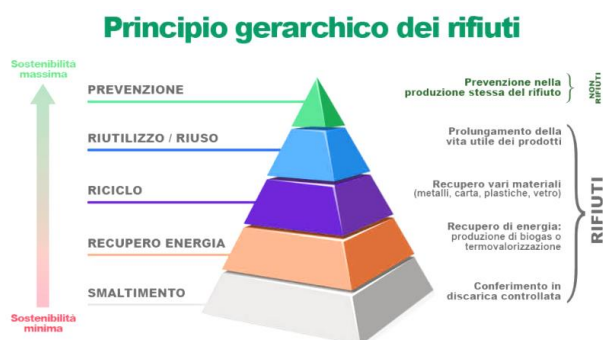 Principio gerarchico dei rifiuti
Sostenibilità
massima
PREVENZIONE
RIUTILIZZO / RIUSO
RICICLO
RECUPERO ENERGIA
SMALTIMENTO
Sostenibilità
minima
Prevenzione nella
produzione stessa del rifiuto
NON
RIFIUTI
Prolungamento della
vita utile dei prodotti
Recupero vari materiali
(metalli, carta, plastiche, vetro)
Recupero di energia:
produzione di biogas o
termovalorizzazione
Conferimento in
discarica controllata
RIFIUTI